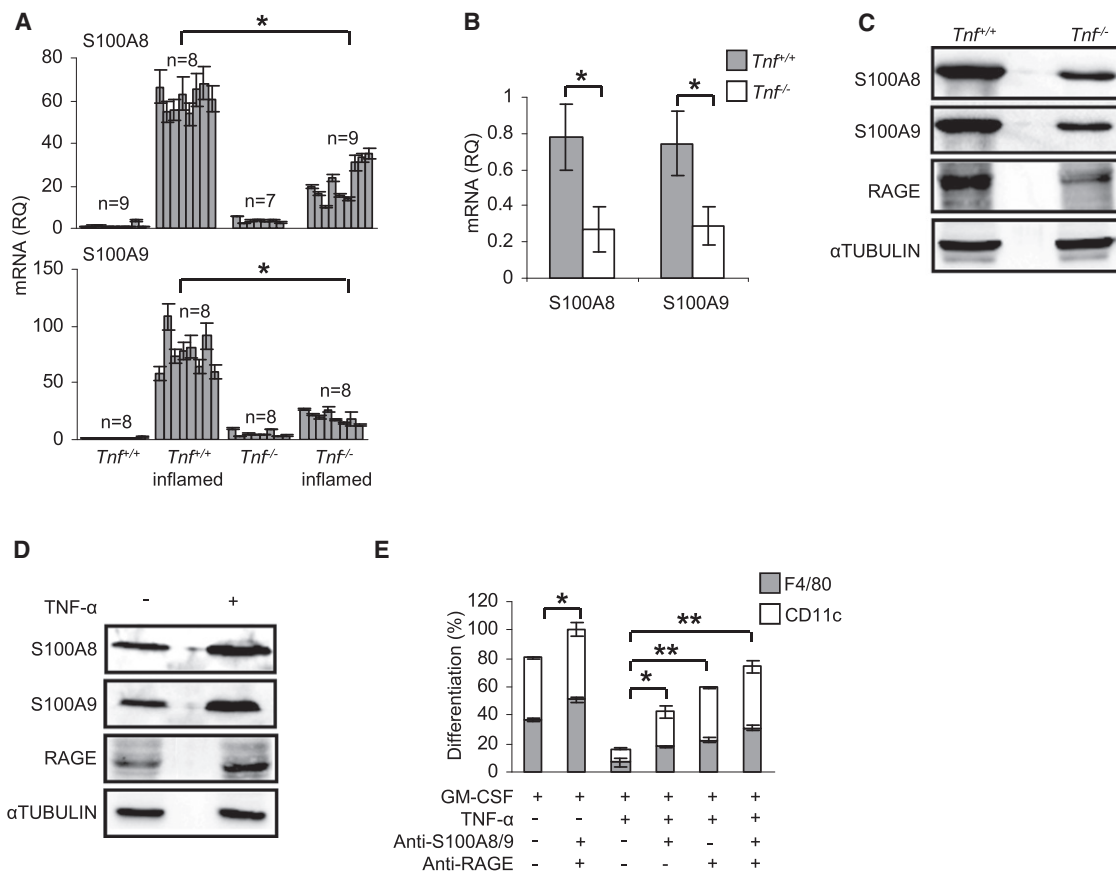 A
S100A8
*
80
60
40
20
0
n=9
n=8
n=7
n=9
mRNA (RQ)
S100A9
*
150
100
50
0
n=8
n=8
n=8
n=8
Tnf+/+
Tnf+/+
inflamed
Tnf-/-
Tnf-/-
inflamed
B
Tnf+/+
Tnf-/-
*
*
1
0.8
0.6
0.4
0.2
0
mRNA (RQ)
S100A8
S100A9
C
Tnf+/+
Tnf-/-
S100A8
S100A9
RAGE
αTUBULIN
D
TNF-α
-
+
S100A8
S100A9
RAGE
αTUBULIN
E
F4/80
CD11c
*
**
**
*
120
100
80
60
40
20
0
Differentiation (%)
GM-CSF + + + + + +
TNF-α - - + + + +
Anti-S100A8/9 - + - + - +
Anti-RAGE - + - - + +